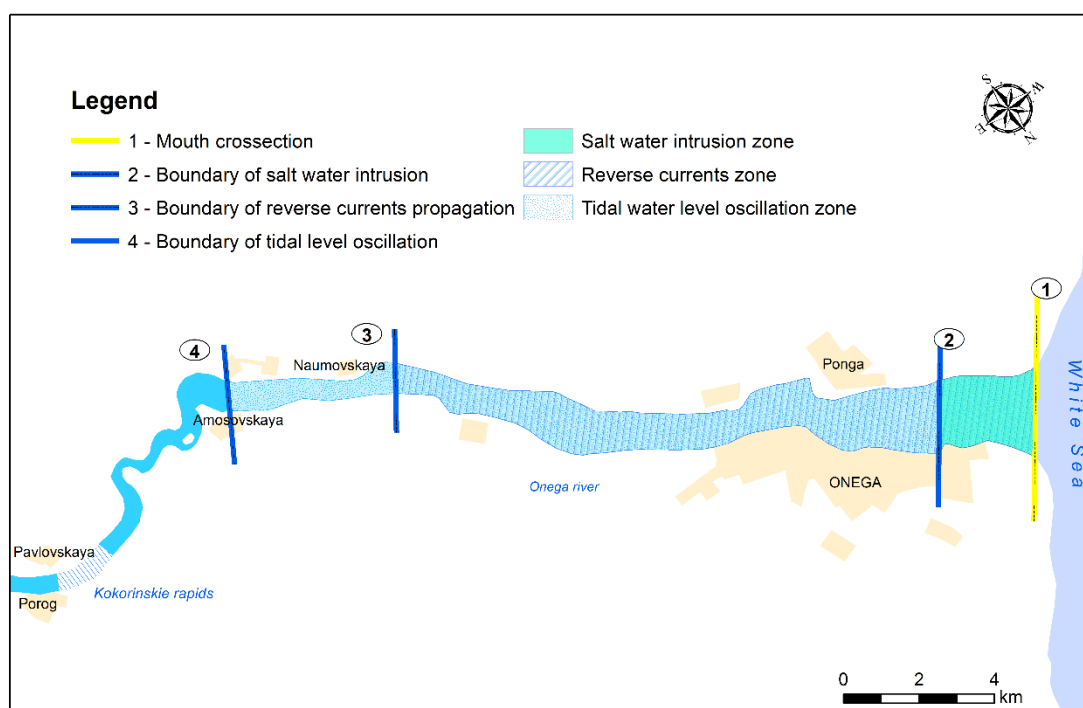 Legend
1 - Mouth crossection
2 - Boundary of salt water intrusion
3 - Boundary of reverse currents propagation
4 - Boundary of tidal level oscillation
Salt water intrusion zone
Reverse currents zone
Tidal water level oscillation zone
S
W
E
N
1
2
3
4
Naumovskaya
Ponga
Amosovskaya
White Sea
ONEGA
Onega river
Pavlovskaya
Kokorinskie rapids
Porog
0 2 4
km